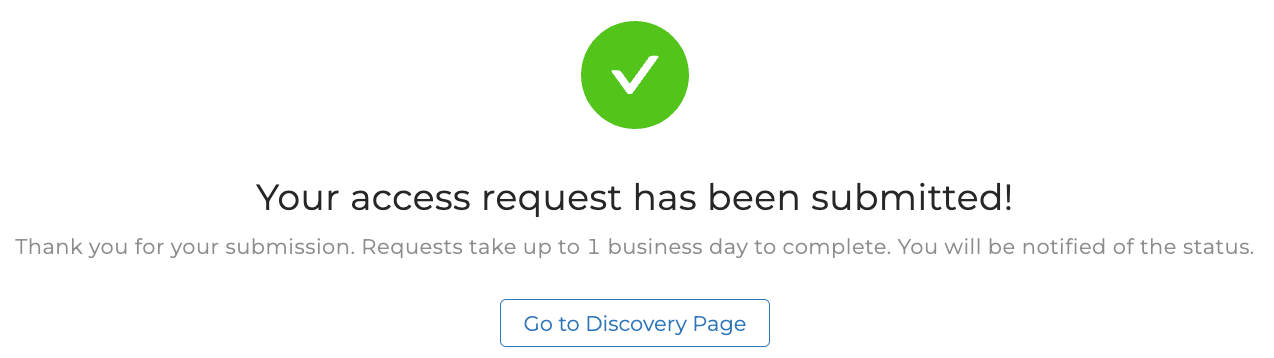 Your access request has been submitted!
Thank you for your submission. Requests take up to 1 business day to complete. You will be notified of the status.
Go to Discovery Page